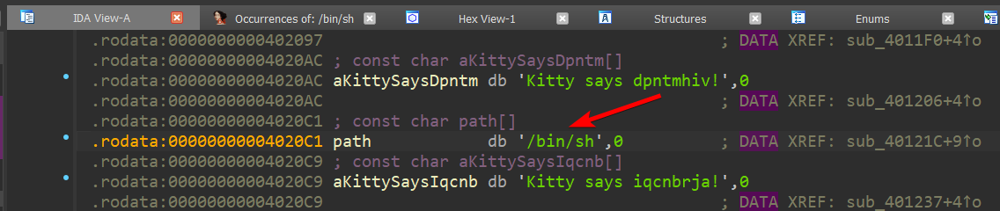 IDA View-A Occurrences of: /bin/sh Hex View-1 Structures Enums
.rodata:0000000000402097 ; DATA XREF: sub_4011F0+4↑o
.rodata:00000000004020AC ; const char aKittySaysDpntm[]
.rodata:00000000004020AC aKittySaysDpntm db 'Kitty says dpntmhiv!',0
.rodata:00000000004020AC ; DATA XREF: sub_401206+4↑o
.rodata:00000000004020C1 ; const char path[]
.rodata:00000000004020C1 path db '/bin/sh',0 ; DATA XREF: sub_40121C+9↑o
.rodata:00000000004020C9 ; const char aKittySaysIqcnb[]
.rodata:00000000004020C9 aKittySaysIqcnb db 'Kitty says iqcnbrja!',0
.rodata:00000000004020C9 ; DATA XREF: sub_401237+4↑o